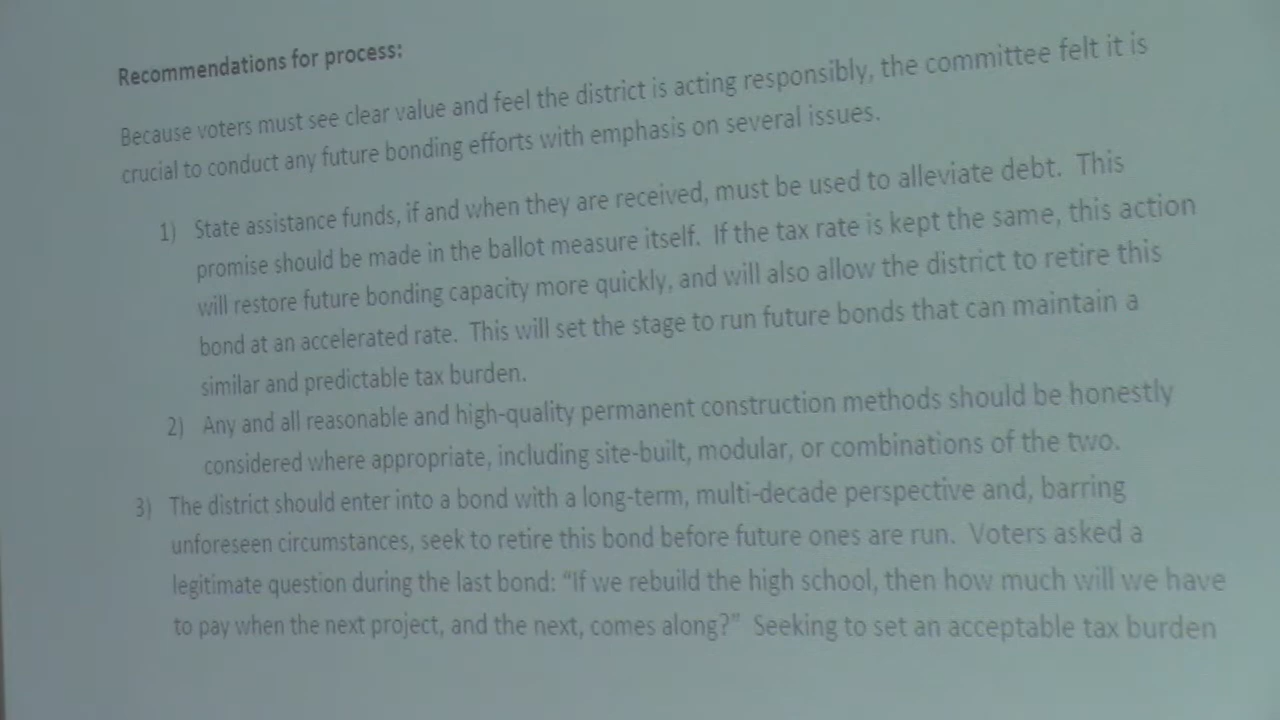 Recommendations for process:
Because voters must see clear value and feel the district is acting responsibly, the committee felt it is
crucial to conduct any future bonding efforts with emphasis on several issues.
1) State assistance funds, if and when they are received, must be used to alleviate debt. This
promise should be made in the ballot measure itself. If the tax rate is kept the same, this action
will restore future bonding capacity more quickly, and will also allow the district to retire this
bond at an accelerated rate. This will set the stage to run future bonds that can maintain a
similar and predictable tax burden.
2) Any and all reasonable and high-quality permanent construction methods should be honestly
considered where appropriate, including site-built, modular, or combinations of the two.
3) The district should enter into a bond with a long-term, multi-decade perspective and, barring
unforeseen circumstances, seek to retire this bond before future ones are run. Voters asked a
legitimate question during the last bond: “If we rebuild the high school, then how much will we have
to pay when the next project, and the next, comes along?” Seeking to set an acceptable tax burden